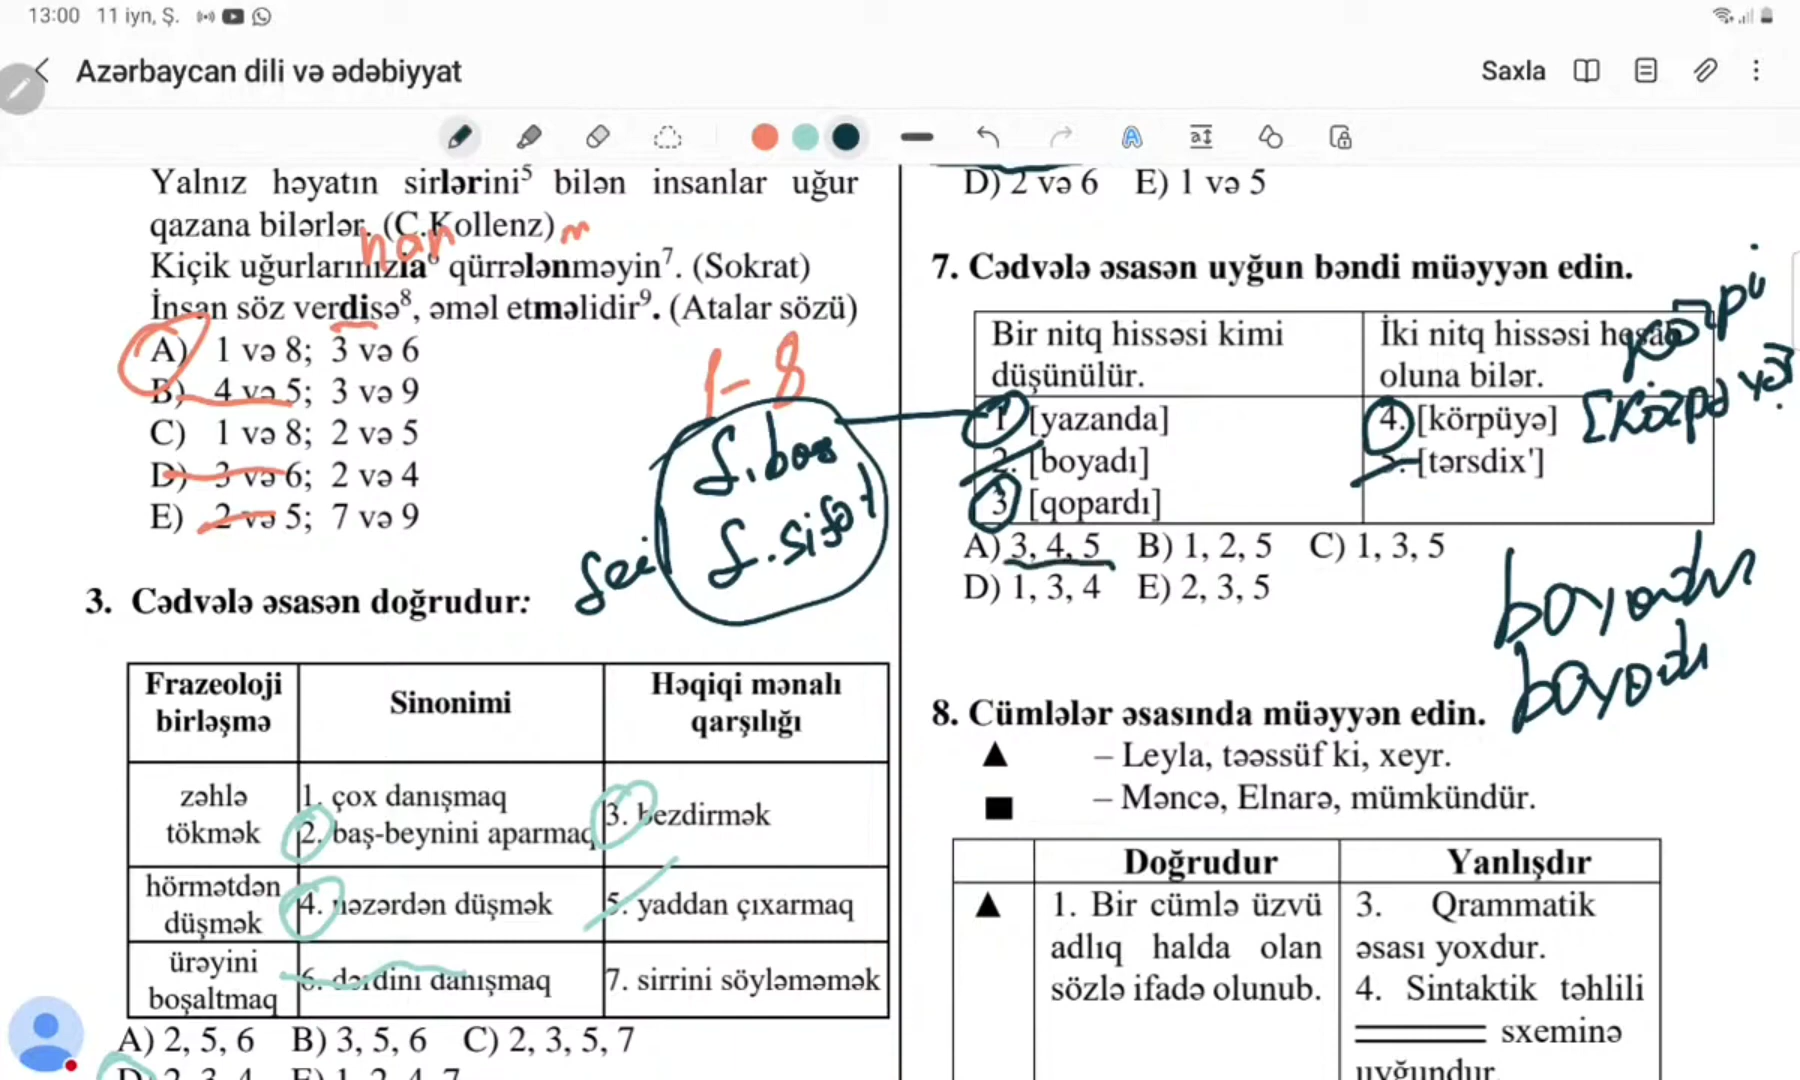 13:00 11 iyn, Ş.
Azərbaycan dili və ədəbiyyat
Saxla
Yalnız həyatın sirlərini⁵ bilən insanlar uğur
qazana bilərlər. (C.Kollenz)
Kiçik uğurlarınızla⁶ qürrələnməyin⁷. (Sokrat)
İnsan söz verdisə⁸, əməl etməlidir⁹. (Atalar sözü)
A) 1 və 8; 3 və 6
B) 4 və 5; 3 və 9
C) 1 və 8; 2 və 5
D) 3 və 6; 2 və 4
E) 2 və 5; 7 və 9
1-8
3. Cədvələ əsasən doğrudur:
Frazeoloji birləşmə
Sinonimi
Həqiqi mənalı qarşılığı
zəhlə tökmək
1. çox danışmaq
2. baş-beynini aparmaq
3. bezdirmək
hörmətdən düşmək
4. nəzərdən düşmək
5. yaddan çıxarmaq
ürəyini boşaltmaq
6. dərdini danışmaq
7. sirrini söyləməmək
A) 2, 5, 6 B) 3, 5, 6 C) 2, 3, 5, 7
D) 2, 3, 4 E) 1, 2, 4, 7
D) 2 və 6 E) 1 və 5
7. Cədvələ əsasən uyğun bəndi müəyyən edin.
Bir nitq hissəsi kimi düşünülür.
İki nitq hissəsi hesab oluna bilər.
1. [yazanda]
2. [boyadı]
3. [qopardı]
4. [körpüyə]
5. [tərsdix']
körpü
f. bağ
f. sifət
feil
A) 3, 4, 5 B) 1, 2, 5 C) 1, 3, 5
D) 1, 3, 4 E) 2, 3, 5
boyandı
boyadı
8. Cümlələr əsasında müəyyən edin.
▲ – Leyla, təəssüf ki, xeyr.
■ – Məncə, Elnarə, mümkündür.
Doğrudur
Yanlışdır
▲
1. Bir cümlə üzvü
adlıq halda olan
sözlə ifadə olunub.
3. Qrammatik
əsası yoxdur.
4. Sintaktik təhlili
sxeminə
uyğundur.